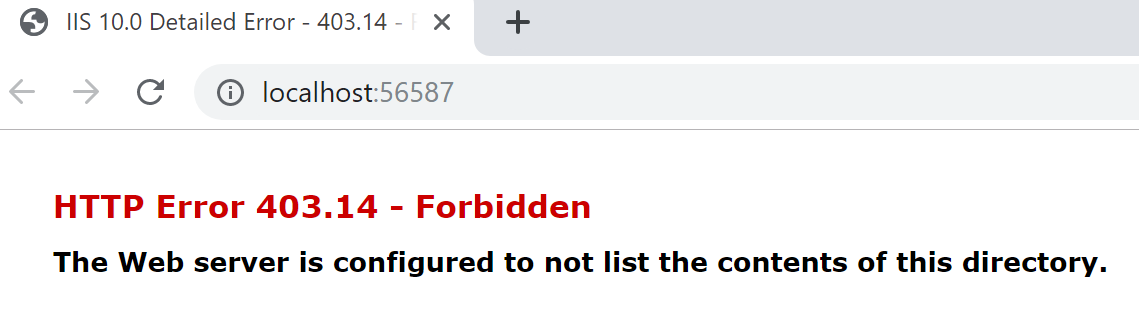 IIS 10.0 Detailed Error - 403.14 -
localhost:56587
HTTP Error 403.14 - Forbidden
The Web server is configured to not list the contents of this directory.